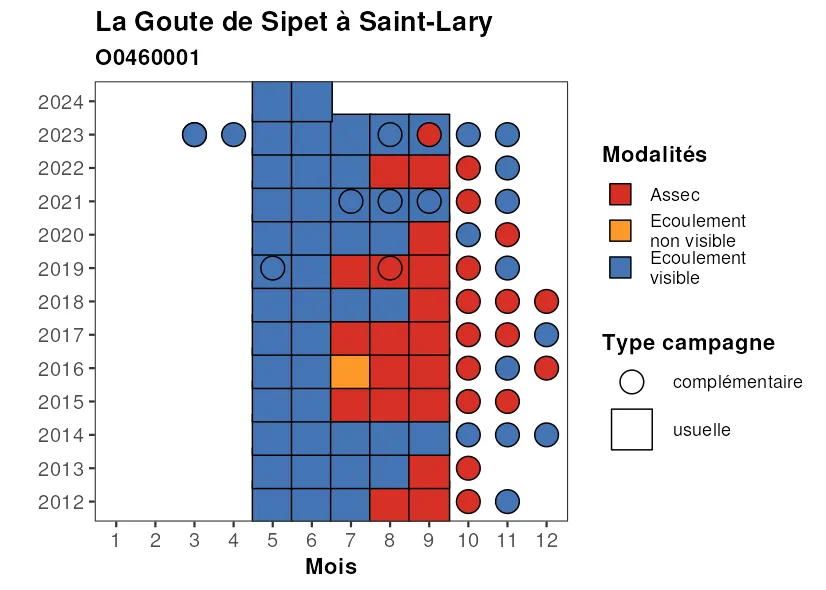 La Goute de Sipet à Saint-Lary
O0460001
2024
2023
2022
2021
2020
2019
2018
2017
2016
2015
2014
2013
2012
1 2 3 4 5 6 7 8 9 10 11 12
Mois
Modalités
Assec
Ecoulement
non visible
Ecoulement
visible
Type campagne
complémentaire
usuelle